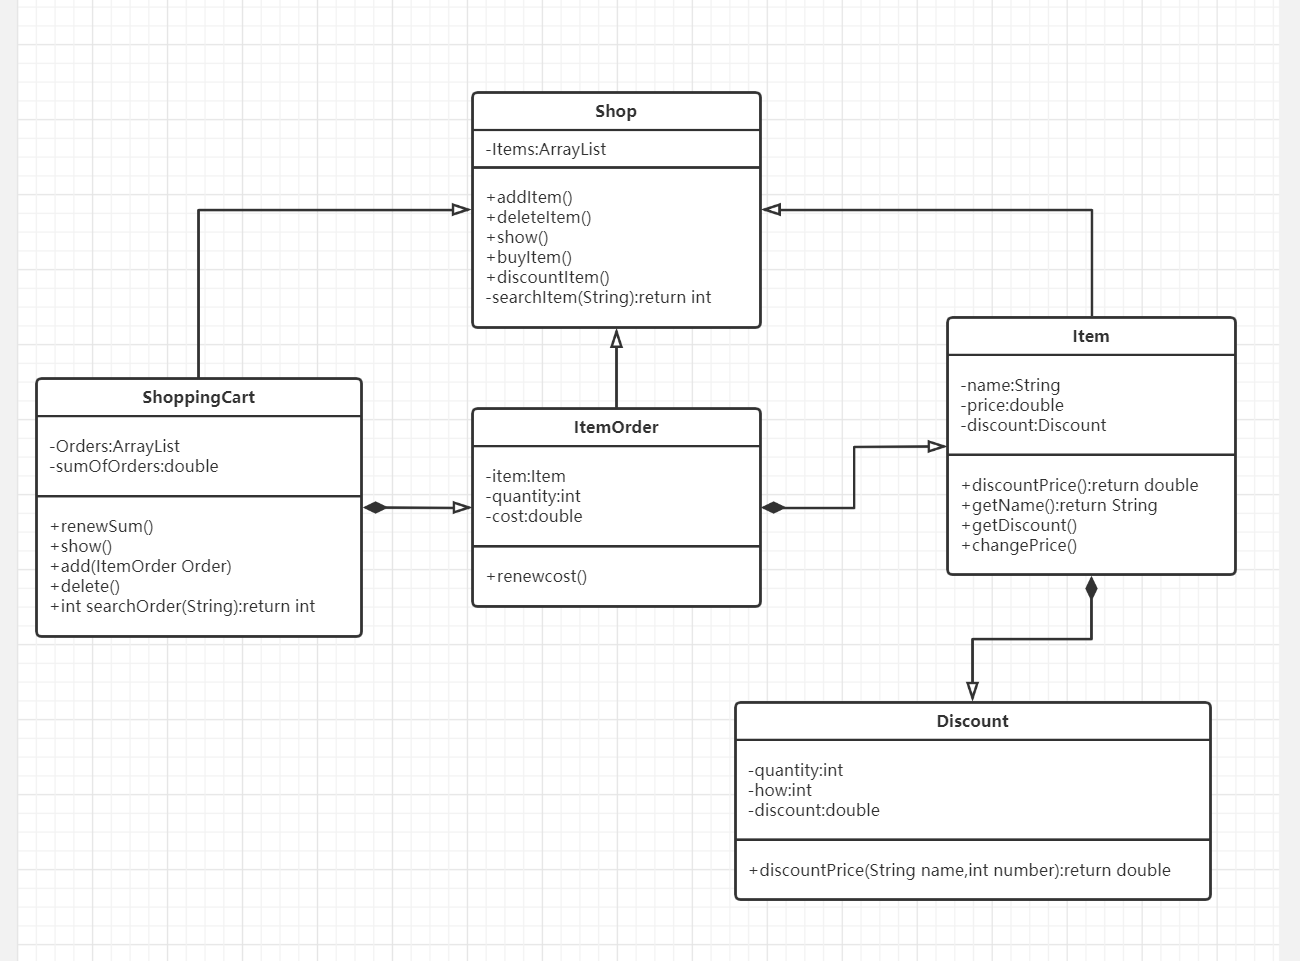 Shop
-Items:ArrayList
+addItem()
+deleteItem()
+show()
+buyItem()
+discountItem()
-searchItem(String):return int
ShoppingCart
-Orders:ArrayList
-sumOfOrders:double
+renewSum()
+show()
+add(ItemOrder Order)
+delete()
+int searchOrder(String):return int
ItemOrder
-item:Item
-quantity:int
-cost:double
+renewcost()
Item
-name:String
-price:double
-discount:Discount
+discountPrice():return double
+getName():return String
+getDiscount()
+changePrice()
Discount
-quantity:int
-how:int
-discount:double
+discountPrice(String name,int number):return double